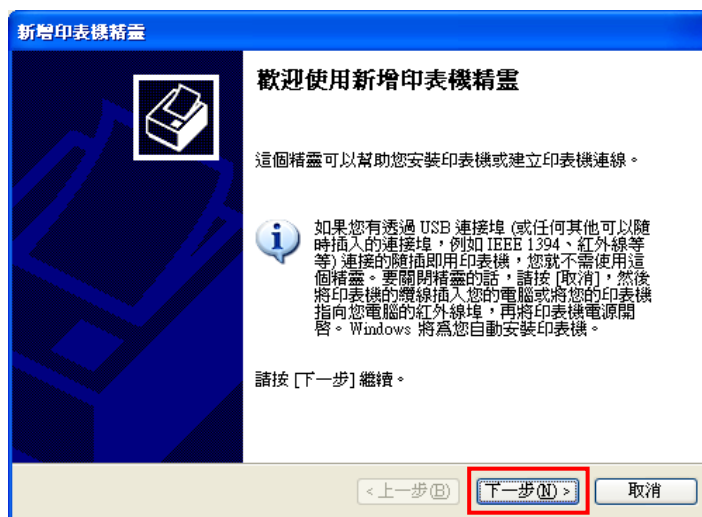 新增印表機精靈
歡迎使用新增印表機精靈
這個精靈可以幫助您安裝印表機或建立印表機連線。
如果您有透過 USB 連接埠 (或任何其他可以隨
時插入的連接埠，例如 IEEE 1394、紅外線等
等) 連接的隨插即用印表機，您就不需使用這
個精靈。要關閉精靈的話，請按 [取消]，然後
將印表機的纜線插入您的電腦或將您的印表機
指向您電腦的紅外線埠，再將印表機電源開
啓。Windows 將為您自動安裝印表機。
請按 [下一步] 繼續。
< 上一步(B)
下一步(N) >
取消